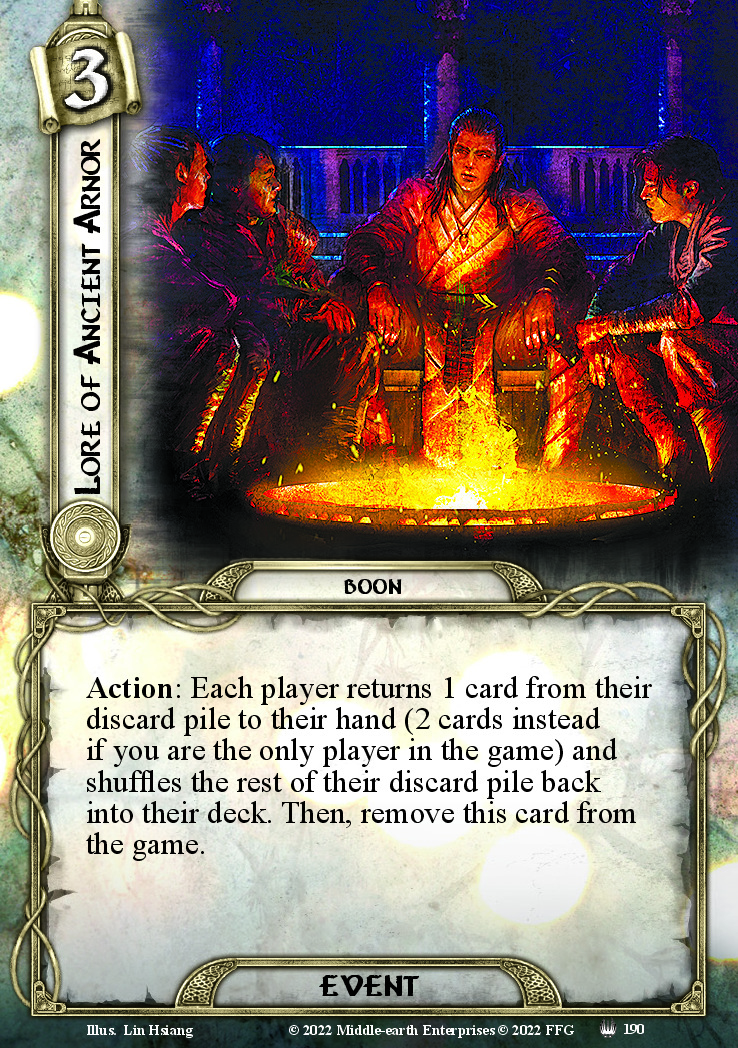 3
Lore of Ancient Arnor
BOON
Action: Each player returns 1 card from their
discard pile to their hand (2 cards instead
if you are the only player in the game) and
shuffles the rest of their discard pile back
into their deck. Then, remove this card from
the game.
EVENT
Illus. Lin Hsiang © 2022 Middle-earth Enterprises © 2022 FFG 190